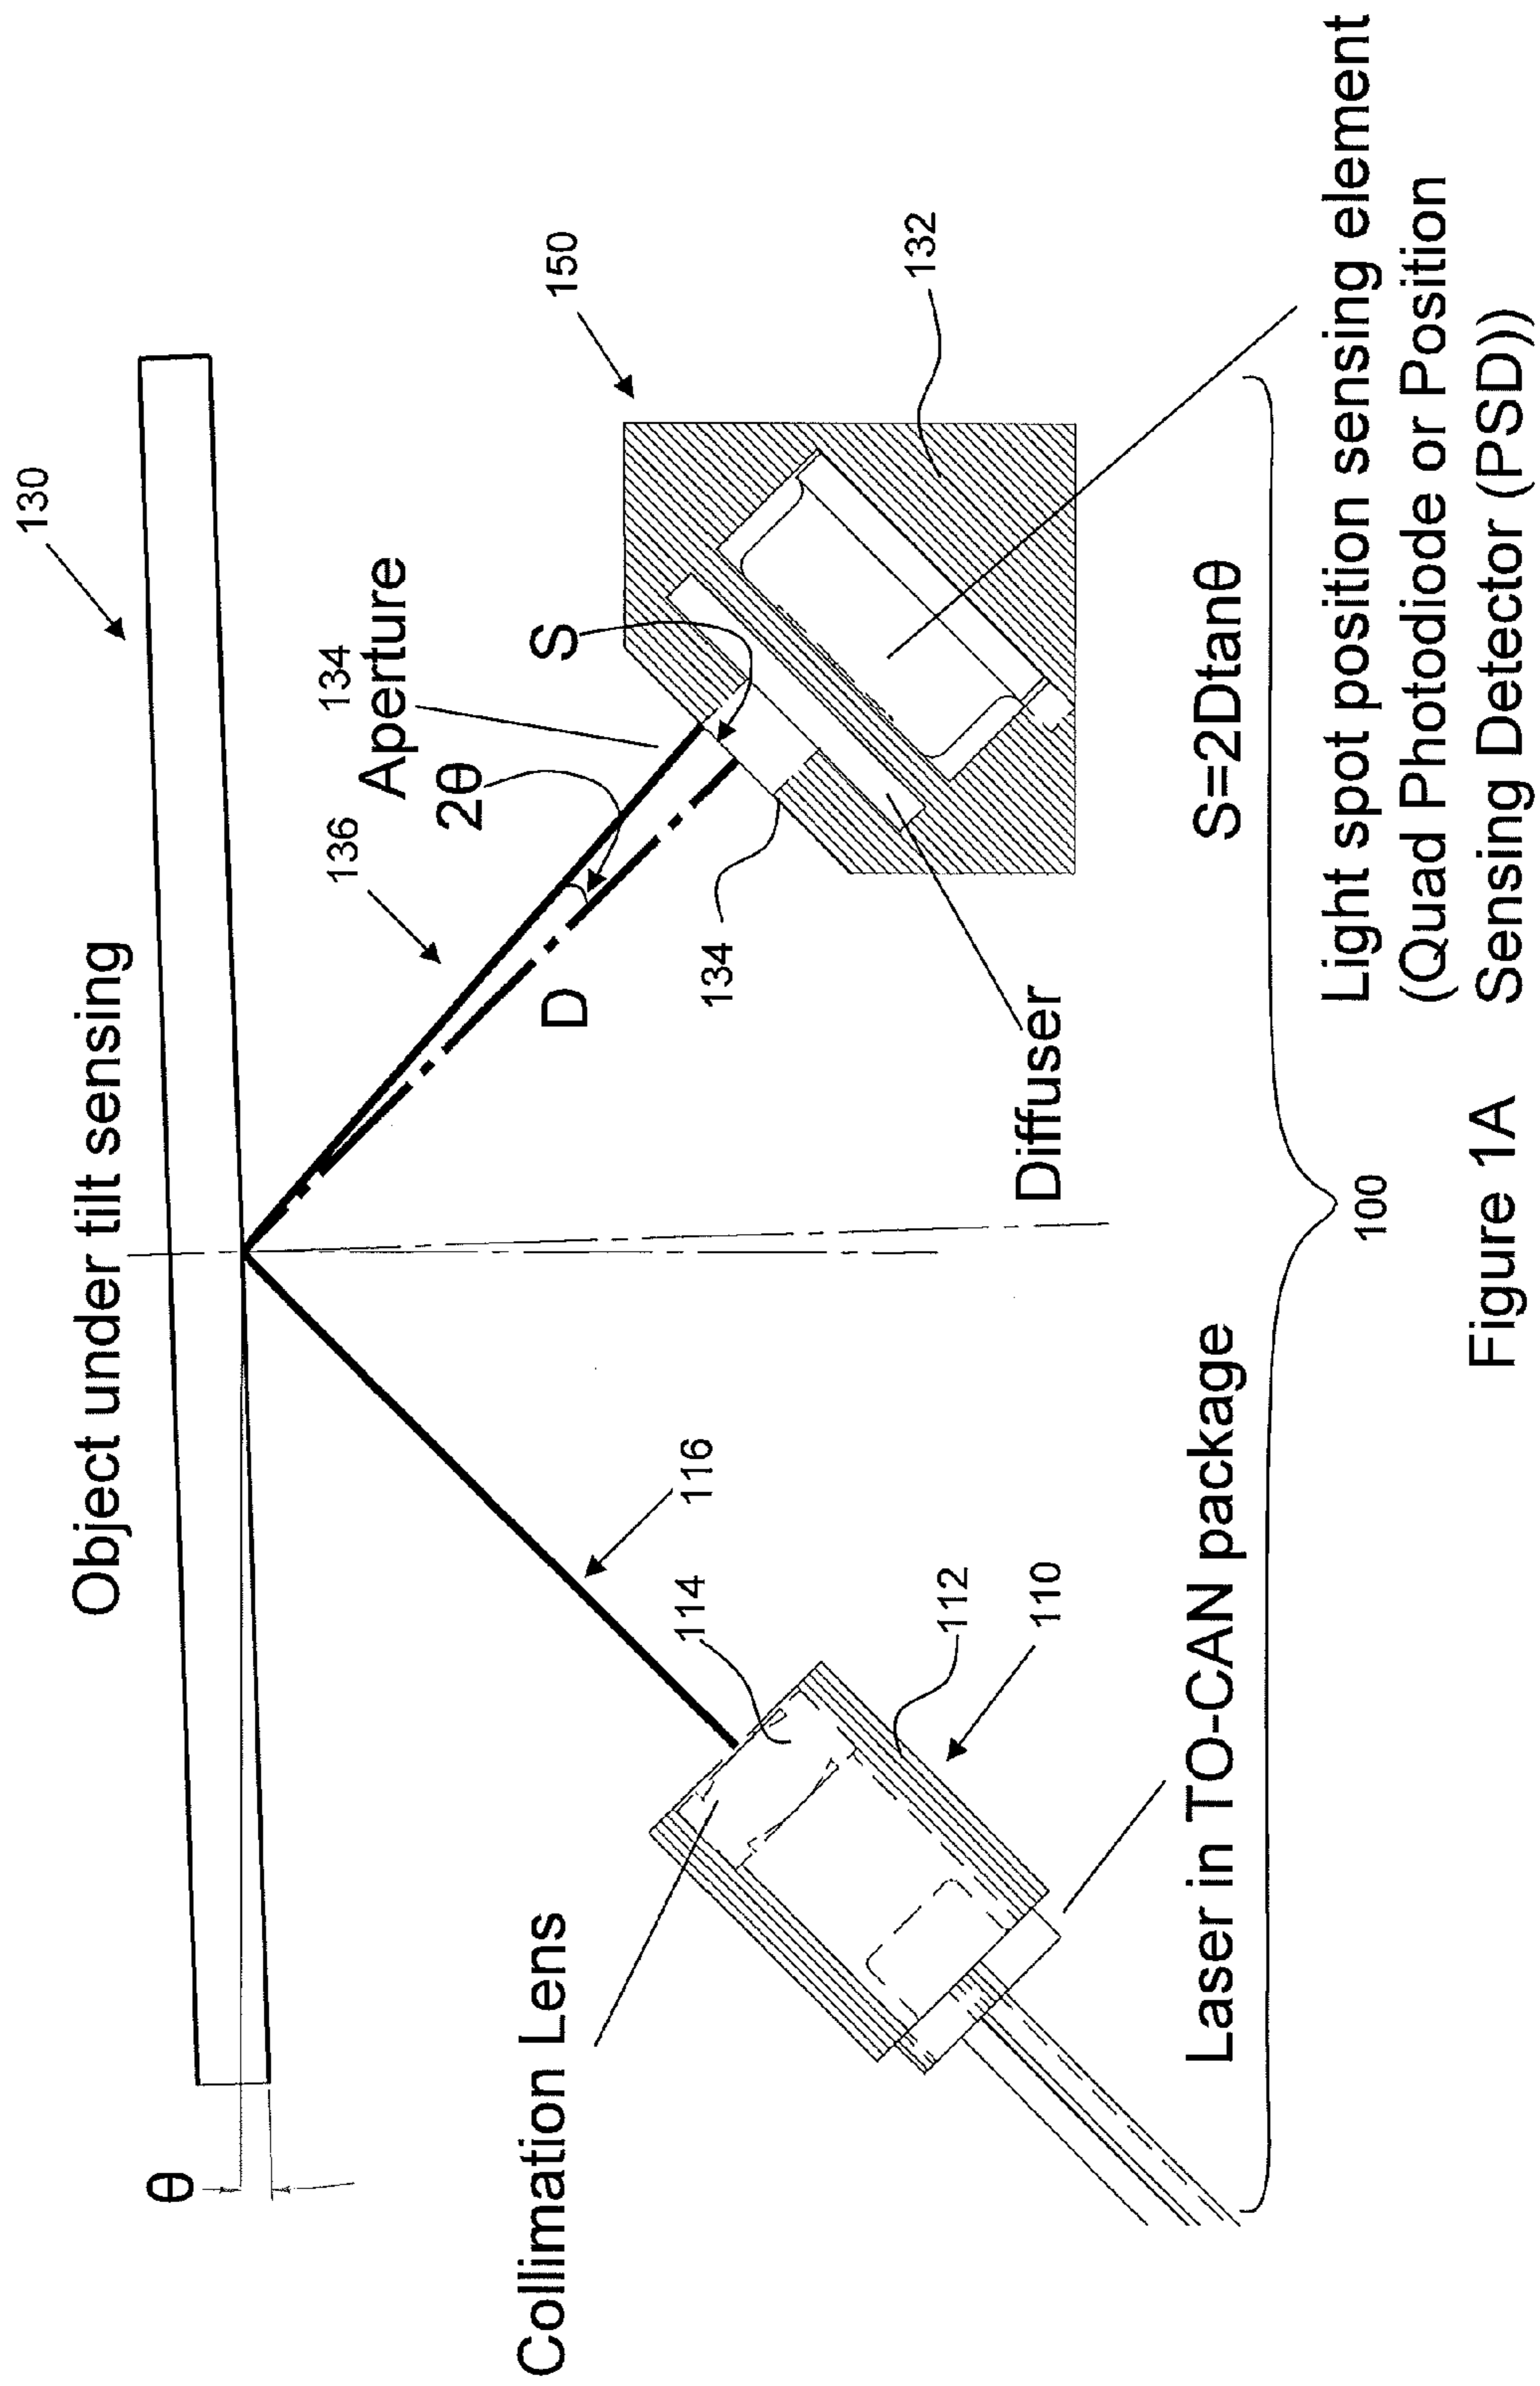 130
Object under tilt sensing
θ
134
Aperture
136
2θ
S
150
132
D
134
Diffuser
116
114
112
110
Collimation Lens
Laser in TO-CAN package
S=2Dtanθ
100
Light spot position sensing element
(Quad Photodiode or Position
Sensing Detector (PSD))
Figure 1A